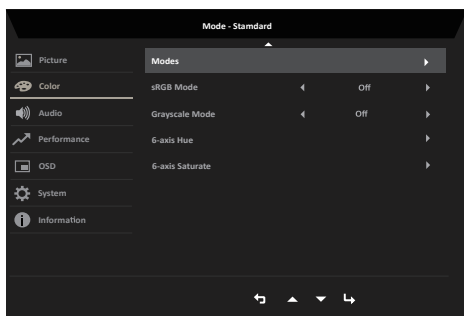 Mode - Stamdard
Picture
Modes
Color
sRGB Mode Off
Audio
Grayscale Mode Off
Performance
6-axis Hue
OSD
6-axis Saturate
System
Information